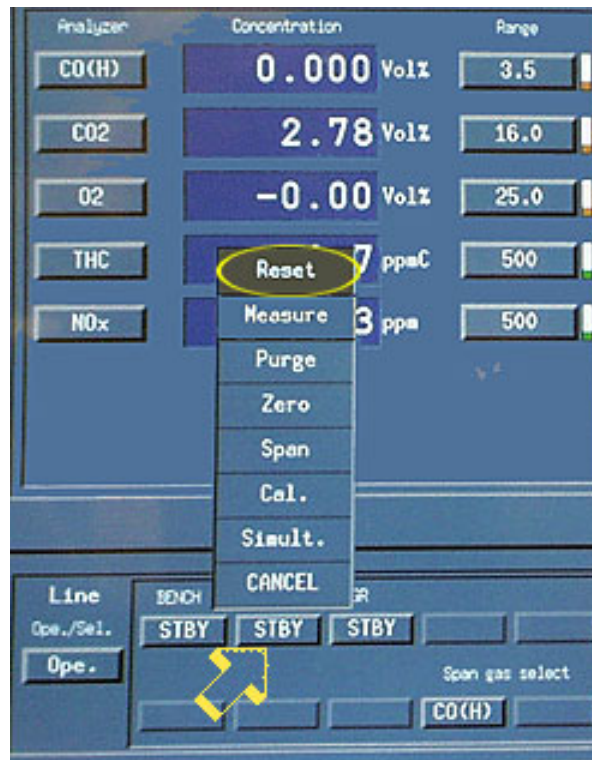 Analyzer Concentration Range
CO(H) 0.000 Vol% 3.5
CO2 2.78 Vol% 16.0
O2 -0.00 Vol% 25.0
THC 7 ppmC 500
NOx 3 ppm 500
Reset
Measure
Purge
Zero
Span
Cal.
Simult.
CANCEL
Line BENCH
Ope./Sel. STBY STBY STBY
Ope.
Span gas select
CO(H)